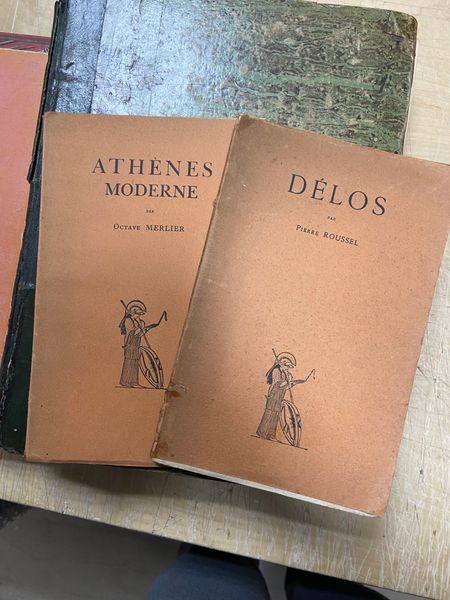 ATHÈNES
MODERNE
PAR
OCTAVE MERLIER
DÉLOS
PAR
PIERRE ROUSSEL